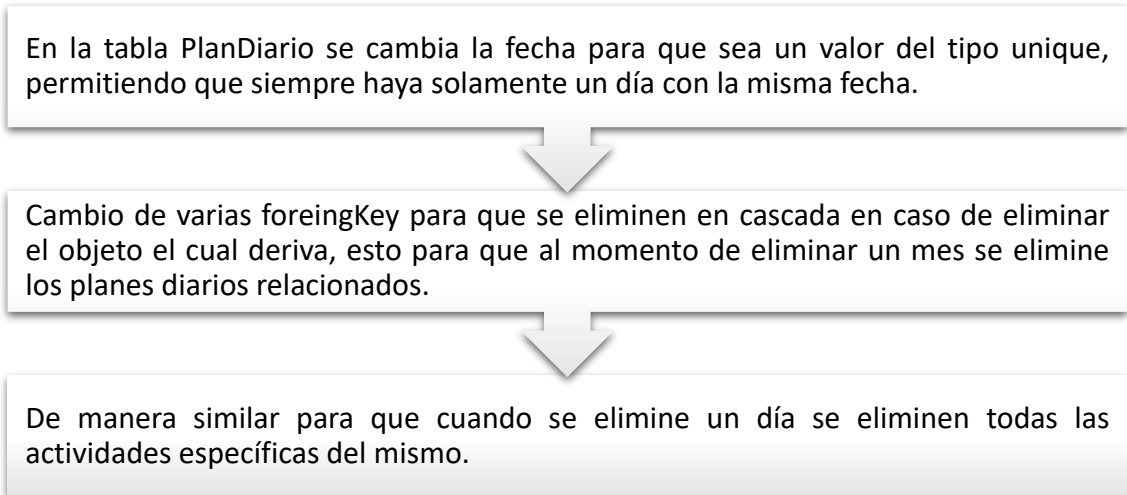 En la tabla PlanDiario se cambia la fecha para que sea un valor del tipo unique,
permitiendo que siempre haya solamente un día con la misma fecha.
Cambio de varias foreingKey para que se eliminen en cascada en caso de eliminar
el objeto el cual deriva, esto para que al momento de eliminar un mes se elimine
los planes diarios relacionados.
De manera similar para que cuando se elimine un día se eliminen todas las
actividades específicas del mismo.